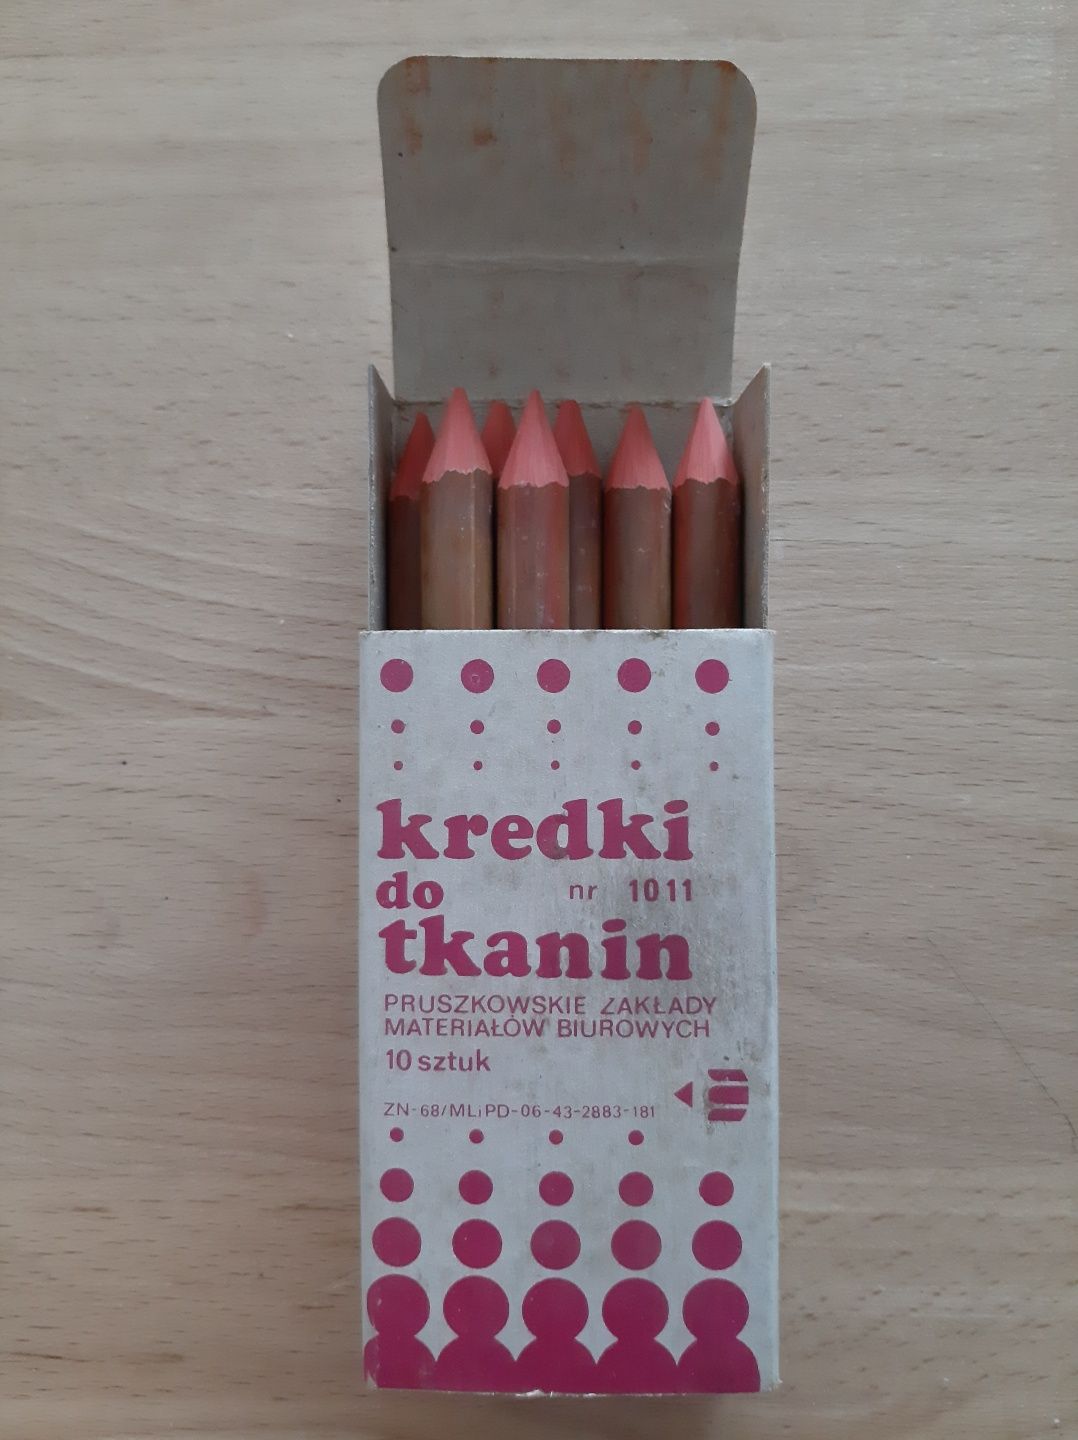 kredki
do nr 1011
tkanin
PRUSZKOWSKIE ZAKŁADY
MATERIAŁÓW BIUROWYCH
10 sztuk
ZN-68/MLiPD-06-43-2883-181